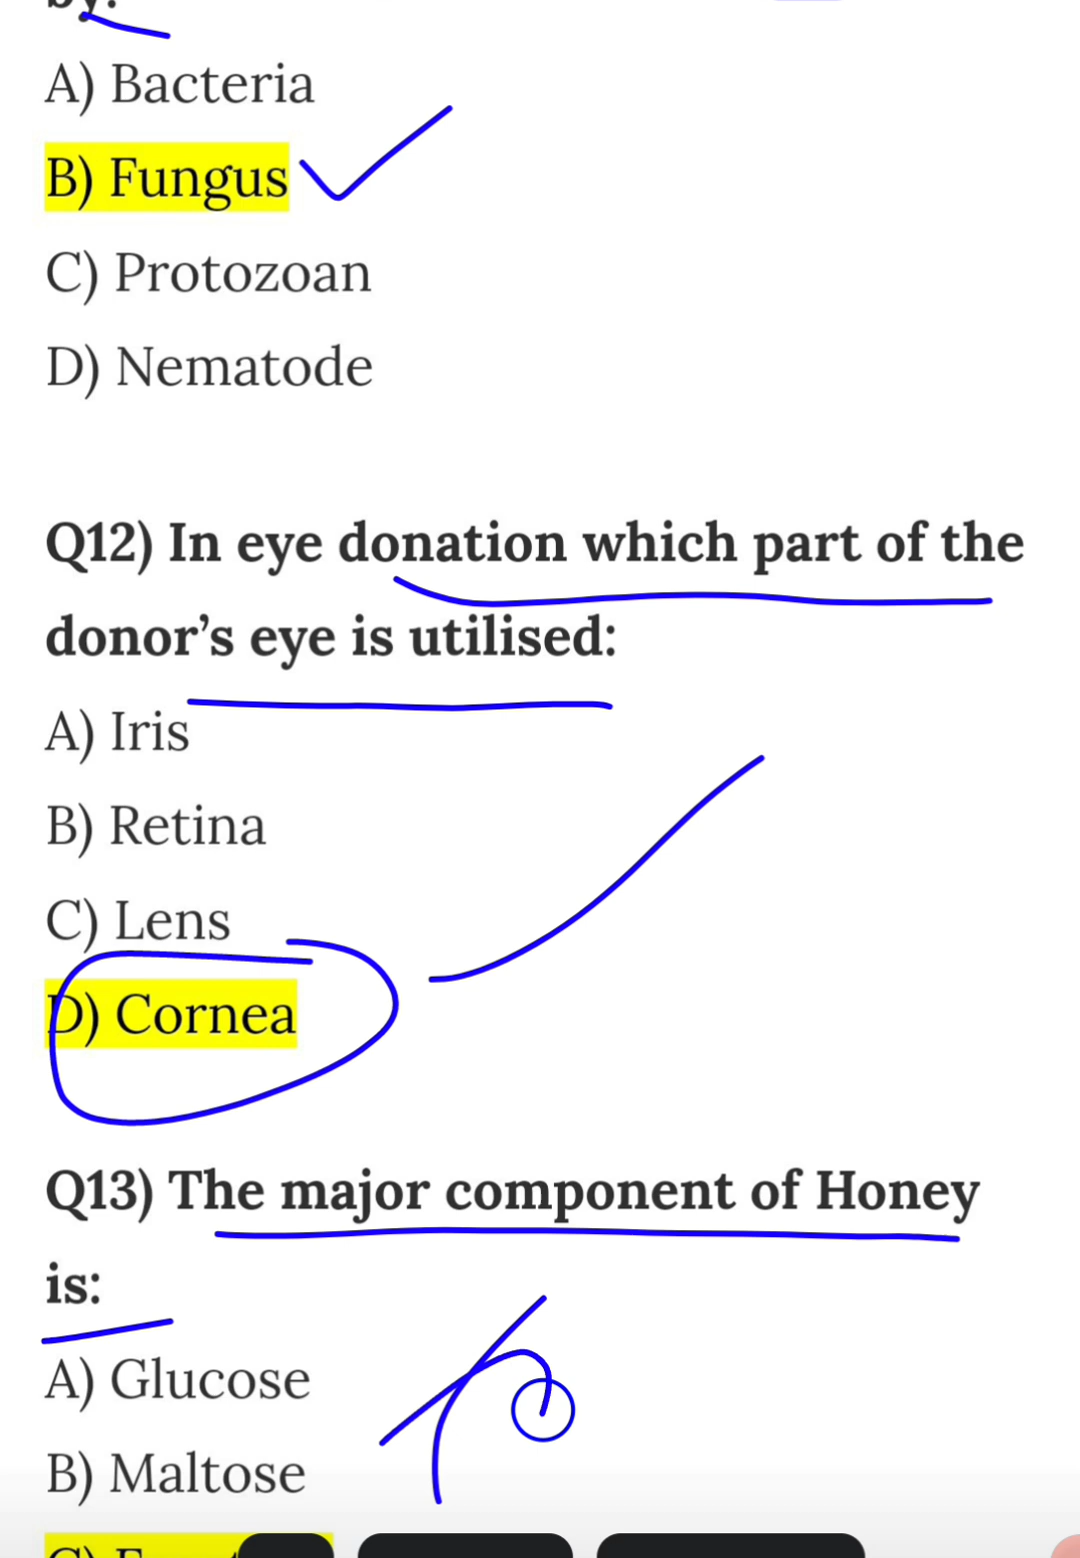 by:
A) Bacteria
B) Fungus
C) Protozoan
D) Nematode
Q12) In eye donation which part of the
donor’s eye is utilised:
A) Iris
B) Retina
C) Lens
D) Cornea
Q13) The major component of Honey
is:
A) Glucose
B) Maltose
C)